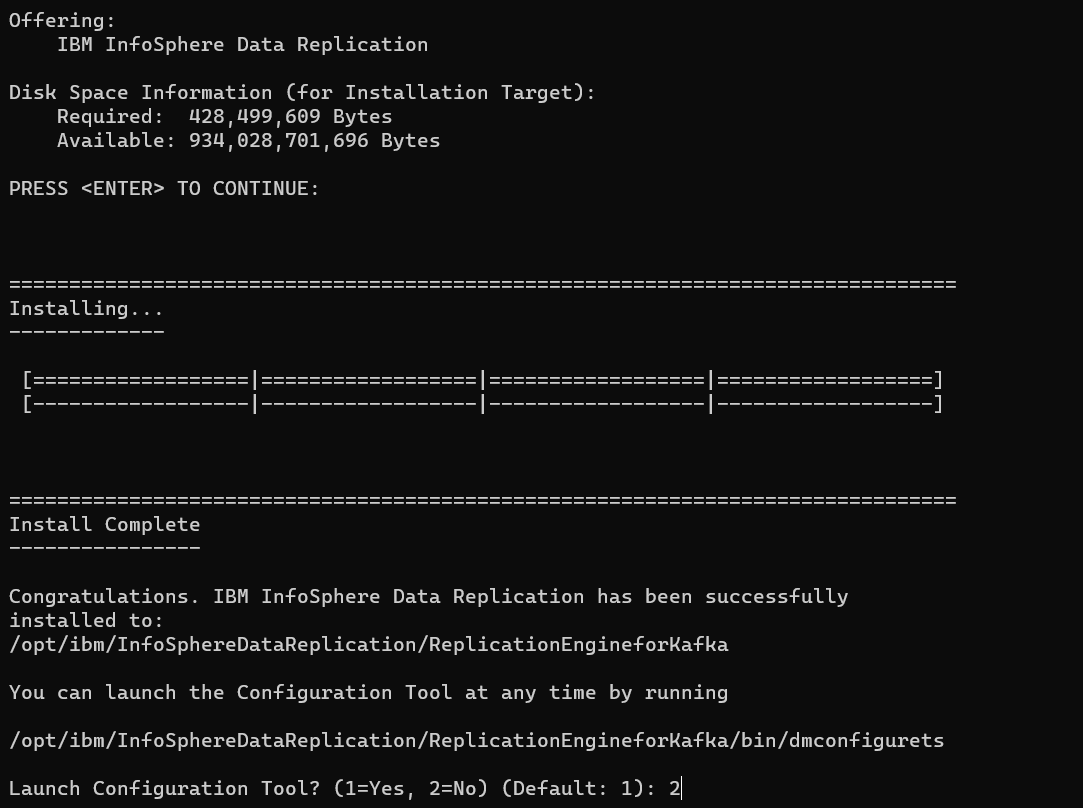 Offering:
    IBM InfoSphere Data Replication
Disk Space Information (for Installation Target):
    Required:  428,499,609 Bytes
    Available: 934,028,701,696 Bytes
PRESS <ENTER> TO CONTINUE:
===============================================================================
Installing...
-------------
 [==================|==================|==================|==================]
 [------------------|------------------|------------------|------------------]
===============================================================================
Install Complete
----------------
Congratulations. IBM InfoSphere Data Replication has been successfully
installed to:
/opt/ibm/InfoSphereDataReplication/ReplicationEngineforKafka
You can launch the Configuration Tool at any time by running
/opt/ibm/InfoSphereDataReplication/ReplicationEngineforKafka/bin/dmconfigurets
Launch Configuration Tool? (1=Yes, 2=No) (Default: 1): 2